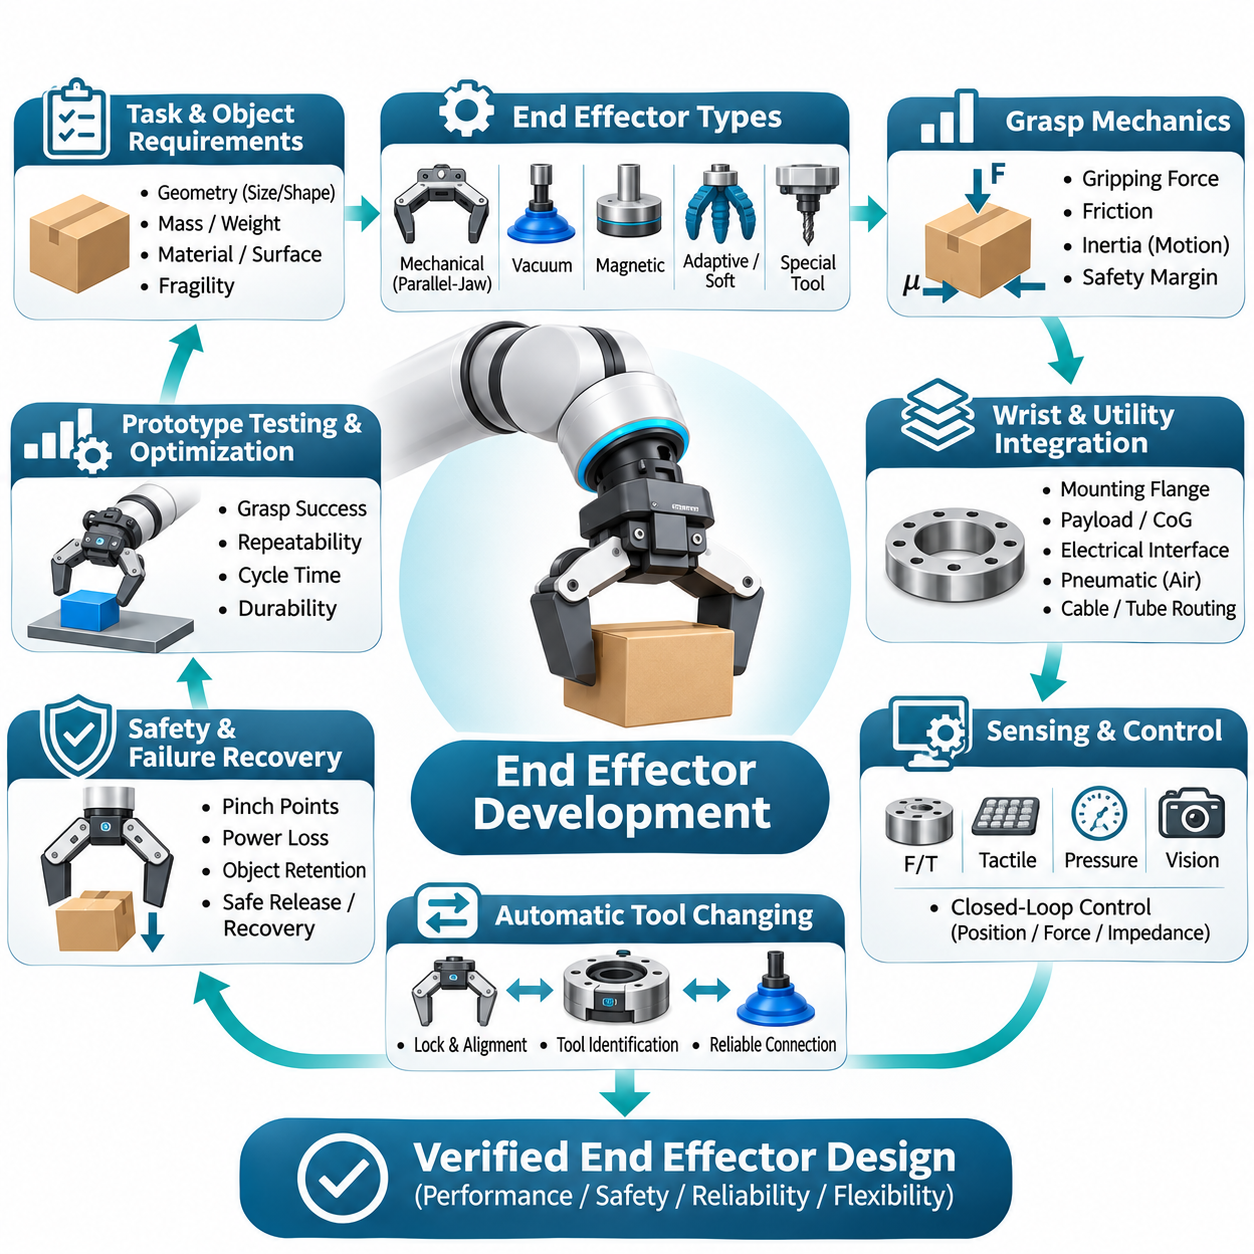 Task & Object
Requirements
• Geometry (Size/Shape)
• Mass / Weight
• Material / Surface
• Fragility
End Effector Types
Mechanical
(Parallel-Jaw)
Vacuum
Magnetic
Adaptive /
Soft
Special
Tool
Grasp Mechanics
F
μ
• Gripping Force
• Friction
• Inertia (Motion)
• Safety Margin
Wrist & Utility
Integration
• Mounting Flange
• Payload / CoG
• Electrical Interface
• Pneumatic (Air)
• Cable / Tube Routing
Sensing & Control
F/T
Tactile
Pressure
Vision
• Closed-Loop Control
(Position / Force / Impedance)
Automatic Tool Changing
• Lock & Alignment
• Tool Identification
• Reliable Connection
Safety &
Failure Recovery
• Pinch Points
• Power Loss
• Object Retention
• Safe Release /
Recovery
Prototype Testing &
Optimization
• Grasp Success
• Repeatability
• Cycle Time
• Durability
End Effector
Development
Verified End Effector Design
(Performance / Safety / Reliability / Flexibility)